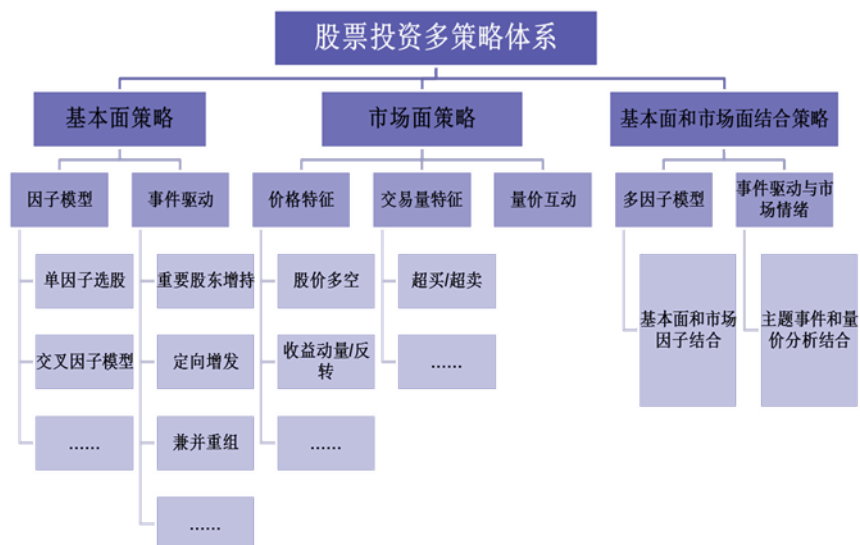 股票投资多策略体系
基本面策略
市场面策略
基本面和市场面结合策略
因子模型
事件驱动
价格特征
交易量特征
量价互动
多因子模型
事件驱动与市
场情绪
单因子选股
重要股东增持
股价多空
超买/超卖
基本面和市场
因子结合
主题事件和量
价分析结合
交叉因子模型
定向增发
收益动量/反
转
......
......
兼并重组
......
......